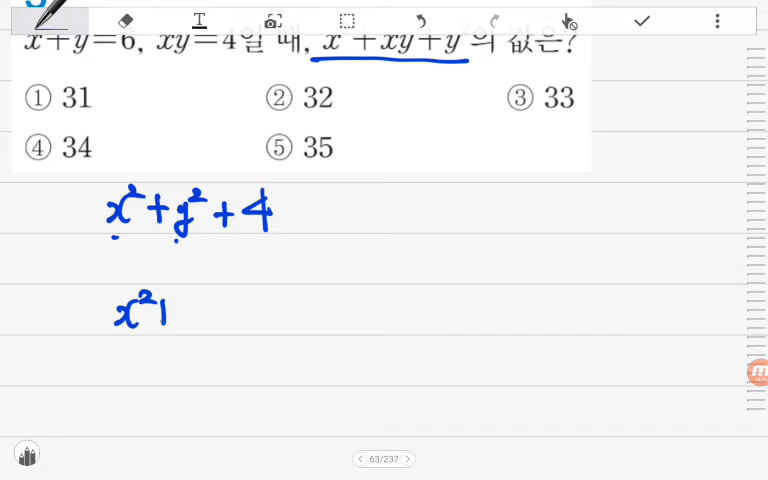 x+y=6, xy=4일 때, x²+xy+y²의 값은?
① 31 ② 32 ③ 33
④ 34 ⑤ 35
x²+y²+4
x²
63/237